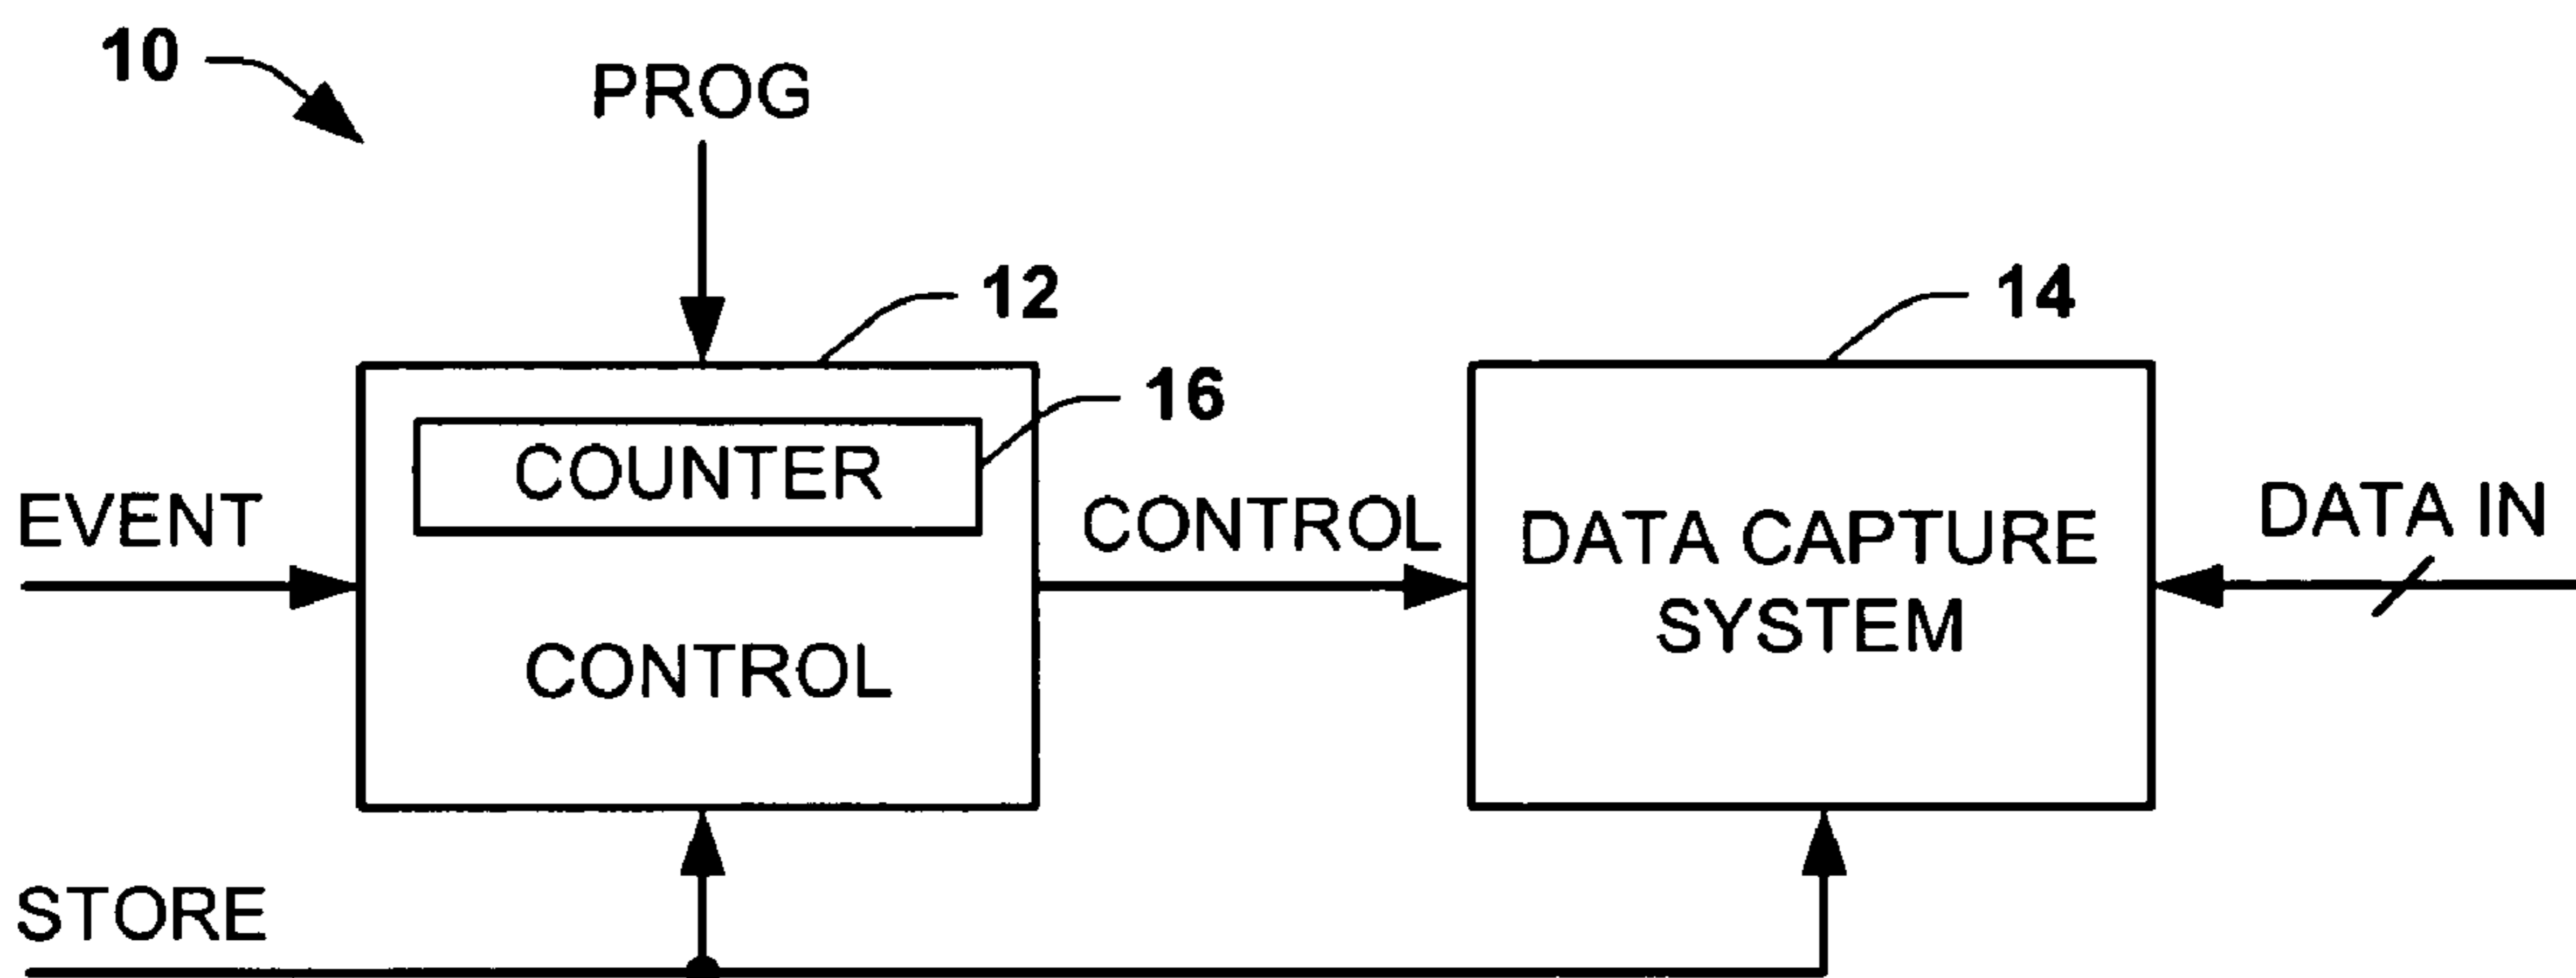 10
PROG
12
14
16
COUNTER
EVENT
CONTROL
DATA CAPTURE
SYSTEM
DATA IN
CONTROL
STORE